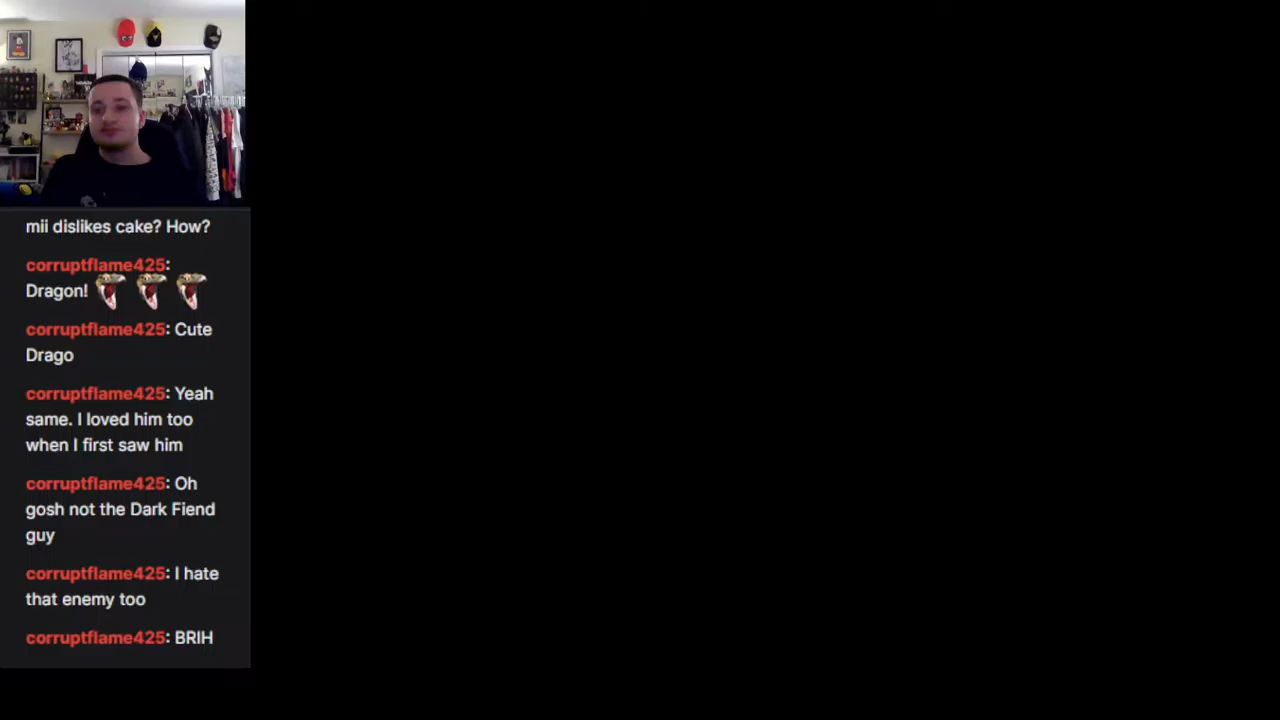 mii dislikes cake? How?
corruptflame425:
Dragon!
corruptflame425: Cute
Drago
corruptflame425: Yeah
same. I loved him too
when I first saw him
corruptflame425: Oh
gosh not the Dark Fiend
guy
corruptflame425: I hate
that enemy too
corruptflame425: BRIH